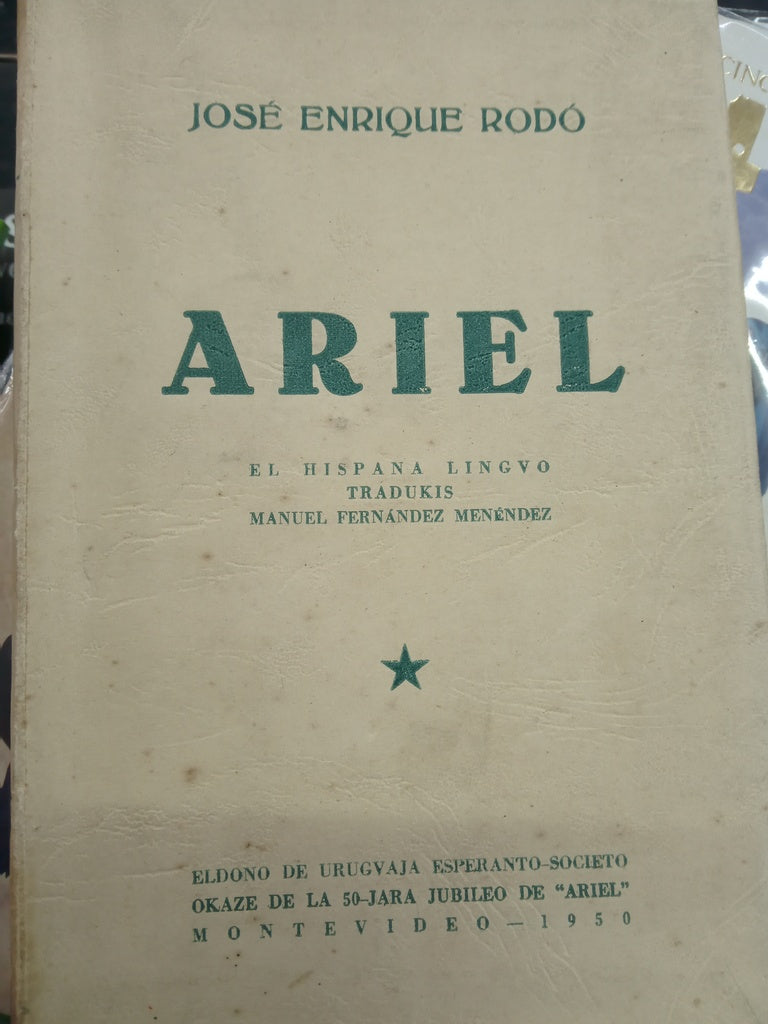 JOSÉ ENRIQUE RODÓ
ARIEL
EL HISPANA LINGVO
TRADUKIS
MANUEL FERNÁNDEZ MENÉNDEZ
ELDONO DE URUGVAJA ESPERANTO-SOCIETO
OKAZE DE LA 50-JARA JUBILEO DE "ARIEL"
MONTEVIDEO — 1950